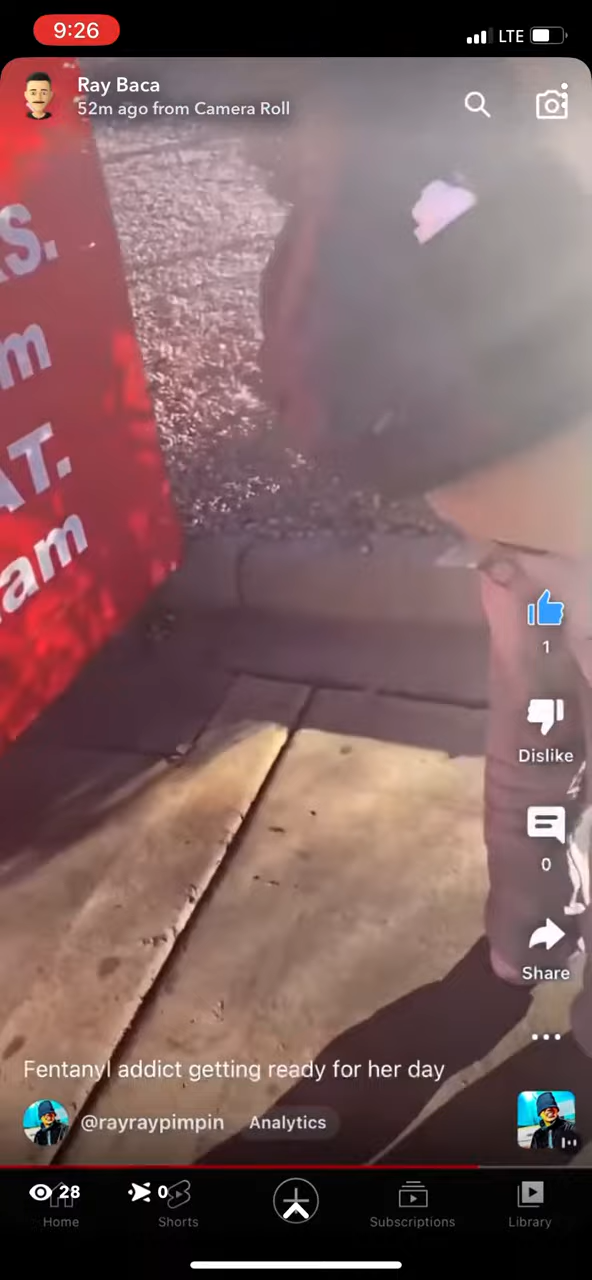 9:26
LTE
Ray Baca
52m ago from Camera Roll
S.
m
AT.
am
1
Dislike
0
Share
Fentanyl addict getting ready for her day
@rayraypimpin
Analytics
28
0
Home
Shorts
Subscriptions
Library